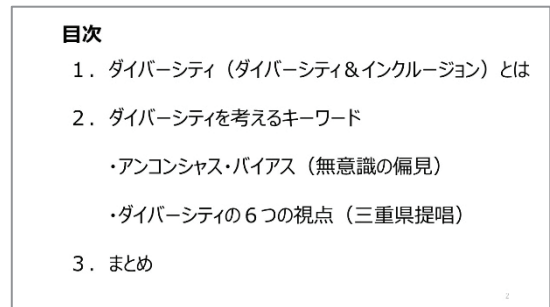 目次
１．ダイバーシティ（ダイバーシティ＆インクルージョン）とは
２．ダイバーシティを考えるキーワード
・アンコンシャス・バイアス（無意識の偏見）
・ダイバーシティの６つの視点（三重県提唱）
３．まとめ
2